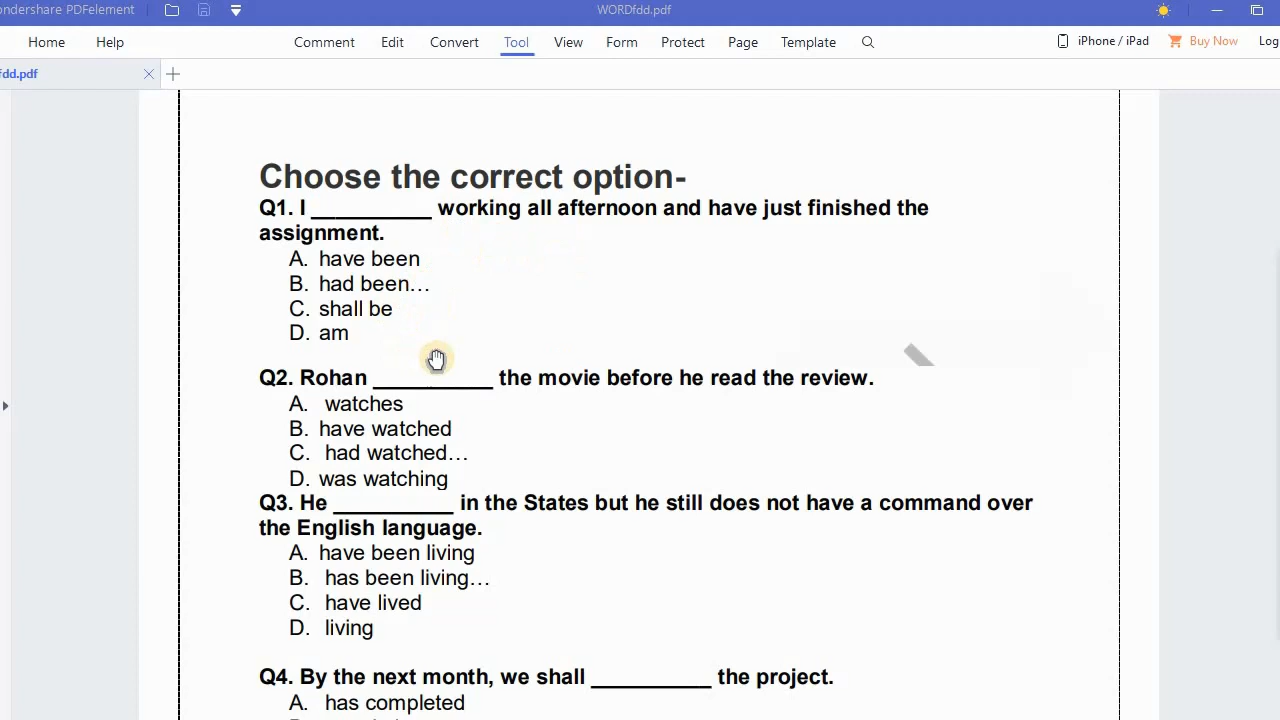 ondershare PDFelement WORDfdd.pdf
Home Help Comment Edit Convert Tool View Form Protect Page Template iPhone / iPad Buy Now Log
fdd.pdf
Choose the correct option-
Q1. I __________ working all afternoon and have just finished the
assignment.
A. have been
B. had been…
C. shall be
D. am
Q2. Rohan __________ the movie before he read the review.
A. watches
B. have watched
C. had watched…
D. was watching
Q3. He __________ in the States but he still does not have a command over
the English language.
A. have been living
B. has been living…
C. have lived
D. living
Q4. By the next month, we shall __________ the project.
A. has completed